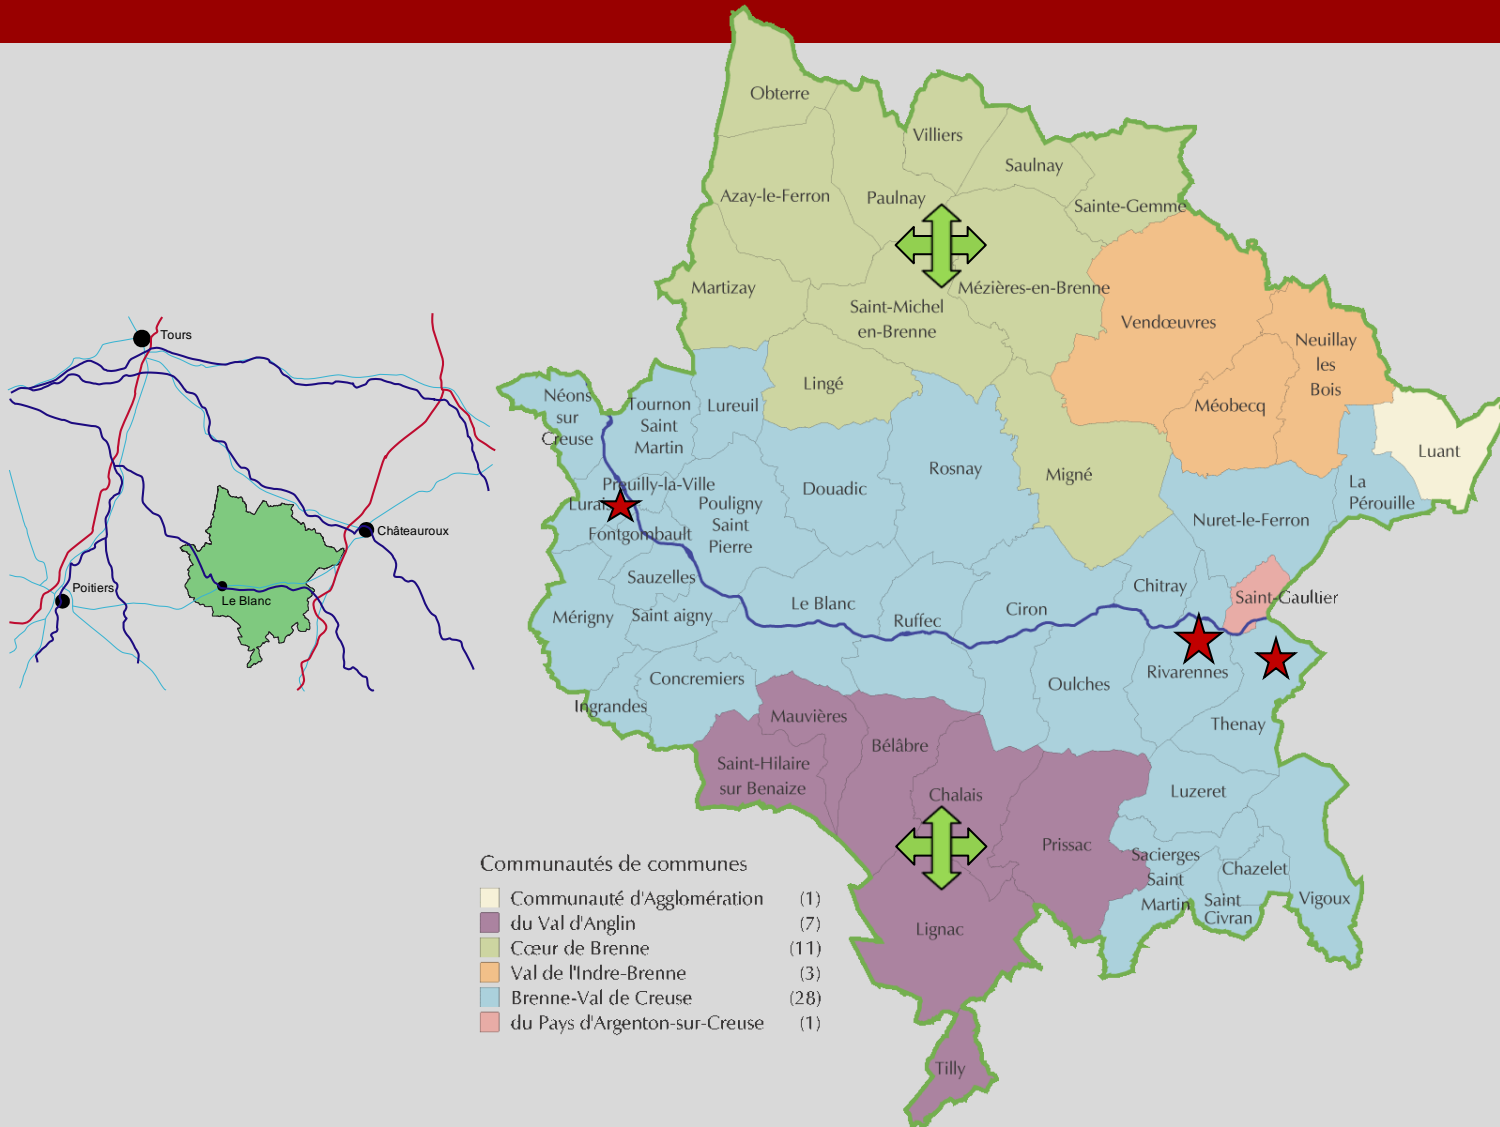 Obterre
Villiers
Saulnay
Azay-le-Ferron
Paulnay
Sainte-Gemme
Martizay
Saint-Michel
en-Brenne
Mézières-en-Brenne
Vendœuvres
Neuillay
les
Bois
Lingé
Méobecq
Luant
Néons
sur
Creuse
Tournon
Saint
Martin
Lureuil
Rosnay
Migné
Douadic
La
Pérouille
Preuilly-la-Ville
Pouligny
Saint
Pierre
Nuret-le-Ferron
Fontgombault
Sauzelles
Chitray
Saint-Gaultier
Mérigny
Saint aigny
Le Blanc
Ruffec
Ciron
Concremiers
Oulches
Rivarennes
Ingrandes
Mauvières
Thenay
Bélâbre
Saint-Hilaire
sur Benaize
Chalais
Luzeret
Prissac
Sacierges
Saint
Martin
Chazelet
Saint
Civran
Vigoux
Lignac
Tilly
Tours
Châteauroux
Poitiers
Le Blanc
Communautés de communes
Communauté d'Agglomération (1)
du Val d'Anglin (7)
Cœur de Brenne (11)
Val de l'Indre-Brenne (3)
Brenne-Val de Creuse (28)
du Pays d'Argenton-sur-Creuse (1)